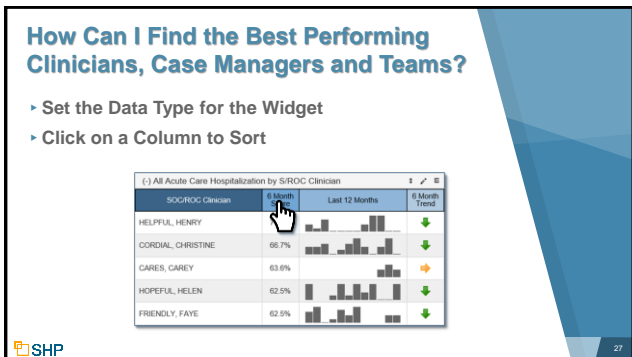 How Can I Find the Best Performing
Clinicians, Case Managers and Teams?
▸ Set the Data Type for the Widget
▸ Click on a Column to Sort
(-) All Acute Care Hospitalization by S/ROC Clinician
SOC/ROC Clinician 6 Month Last 12 Months 6 Month Trend
HELPFUL, HENRY
CORDIAL, CHRISTINE 66.7%
CARES, CAREY 63.6%
HOPEFUL, HELEN 62.5%
FRIENDLY, FAYE 62.5%
SHP
27